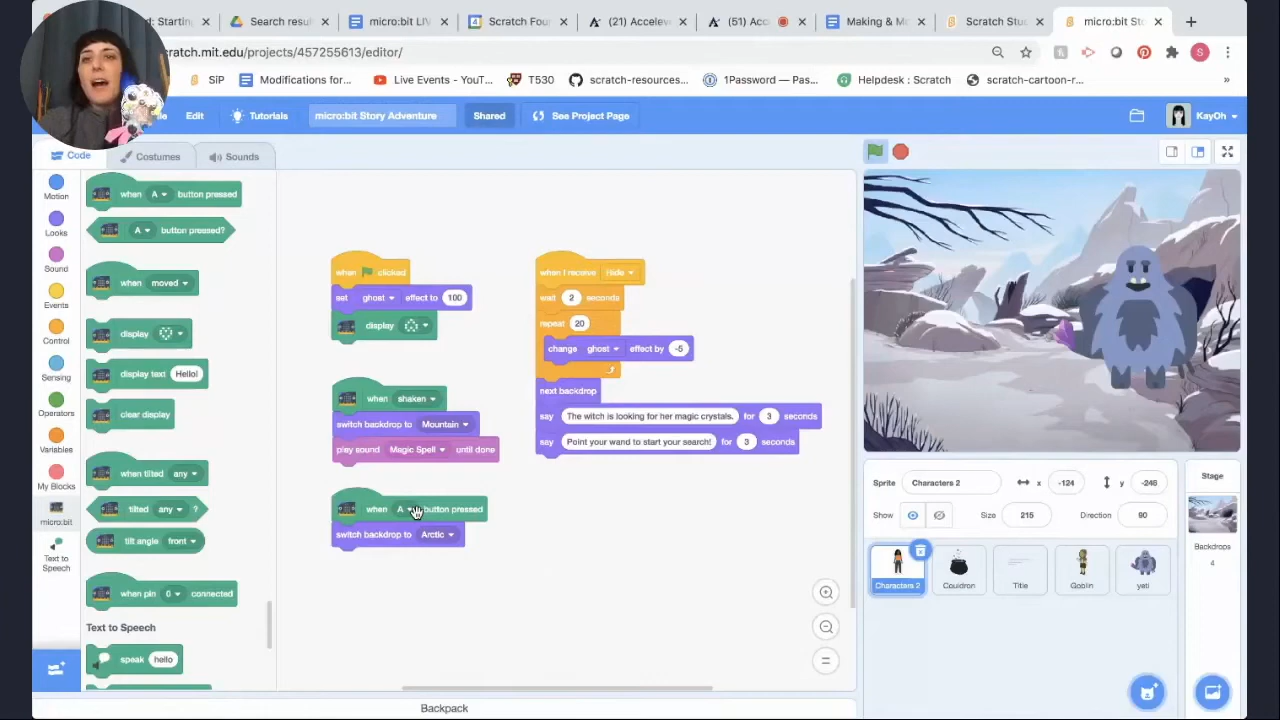 d: Startin
Search resul
micro:bit LIV
Scratch Fou
(21) Accelev
(51) Acc
Making & M
Scratch Stu
micro:bit Sto
cratch.mit.edu/projects/457255613/editor/
SIP
Modifications for...
Live Events - YouT...
T530
scratch-resources...
1Password — Pas...
Helpdesk : Scratch
scratch-cartoon-r...
Edit
Tutorials
micro:bit Story Adventure
Shared
See Project Page
KayOh
Code
Costumes
Sounds
Motion
Looks
Sound
Events
Control
Sensing
Operators
Variables
My Blocks
micro:bit
Text to
Speech
when A button pressed
A button pressed?
when moved
display
display text Hello!
clear display
when tilted any
tilted any ?
tilt angle front
when pin 0 connected
Text to Speech
speak hello
when clicked
set ghost effect to 100
display
when shaken
switch backdrop to Mountain
play sound Magic Spell until done
when A button pressed
switch backdrop to Arctic
when I receive Hide
wait 2 seconds
repeat 20
change ghost effect by -5
next backdrop
say The witch is looking for her magic crystals. for 3 seconds
say Point your wand to start your search! for 3 seconds
Sprite Characters 2 x -124 y -248
Show Size 215 Direction 90
Characters 2
Couldron
Title
Goblin
yeti
Stage
Backdrops
4
Backpack